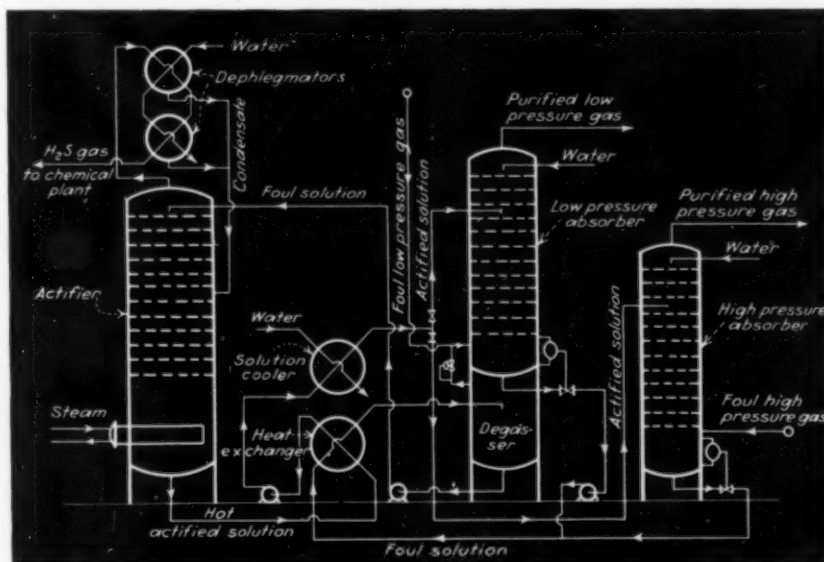 Water
Dephlegmators
H₂S gas
to chemical
plant
Condensate
Foul solution
Actifier
Steam
Water
Solution
cooler
Heat
exchanger
Hot
actified solution
Foul solution
Foul low pressure gas
Actified solution
Purified low
pressure gas
Water
Low pressure
absorber
Degas-
ser
Actified solution
Purified high
pressure gas
Water
High pressure
absorber
Foul high
pressure gas